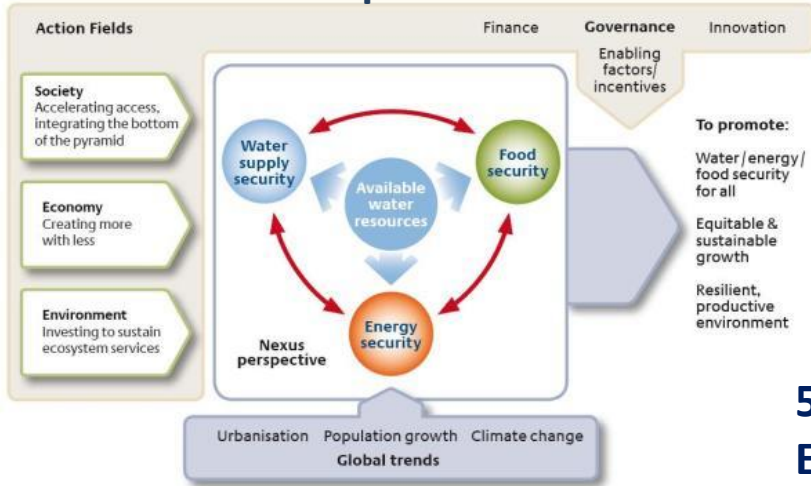 Action Fields
Finance
Governance
Innovation
Enabling
factors/
incentives
Society
Accelerating access,
integrating the bottom
of the pyramid
Economy
Creating more
with less
Environment
Investing to sustain
ecosystem services
Water
supply
security
Food
security
Available
water
resources
Energy
security
Nexus
perspective
To promote:
Water/energy/
food security
for all
Equitable &
sustainable
growth
Resilient,
productive
environment
Urbanisation Population growth Climate change
Global trends
5